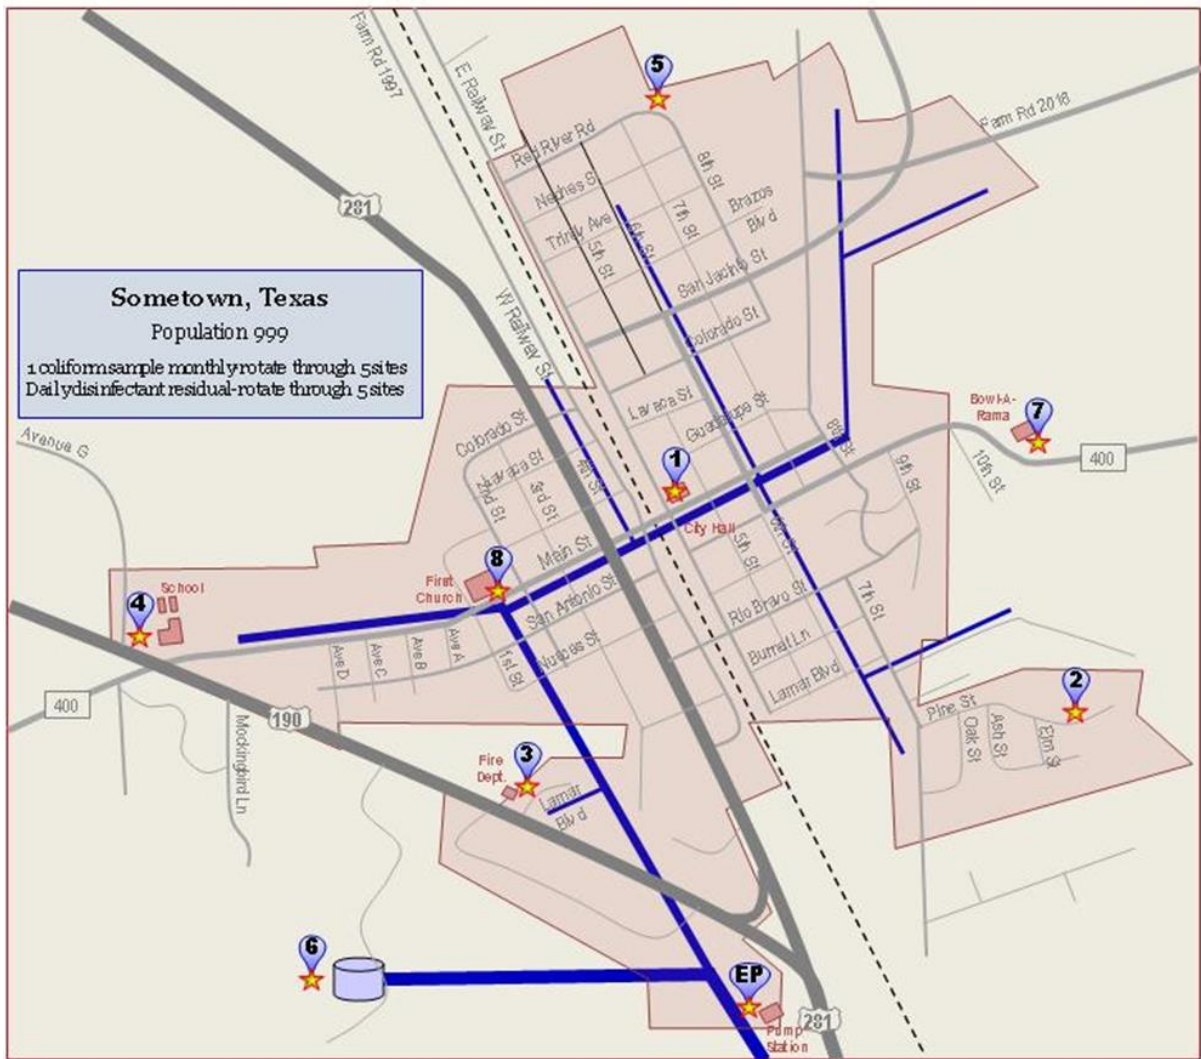 5
Farm Rd 1997
E Railway St
Farm Rd 2016
Red River Rd
8th St
Neches S
7th St
Brazos
Blvd
281
Trinity Ave
6th St
5th St
San Jacinto St
Sometown, Texas
Population 999
1 coliform sample monthly-rotate through 5 sites
Daily disinfectant residual-rotate through 5 sites
W Railway St
Colorado St
Lavaca St
Guadalupe St
Bowl-A-
Rama
7
Avenue G
Colorado St
8th St
Lavaca St
4th St
1
9th St
10th St
400
2nd St
3rd St
City Hall
Main St
6th St
5th St
8
First
Church
San Antonio St
School
4
Rio Bravo St
7th St
Nueces St
Burnet Ln
Ave D
Ave C
Ave B
Ave A
1st St
Lamar Blvd
2
400
190
Pine St
Oak St
Ash St
Elm St
Mockingbird Ln
3
Fire
Dept.
Lamar
Blvd
6
EP
Pump
Station
281